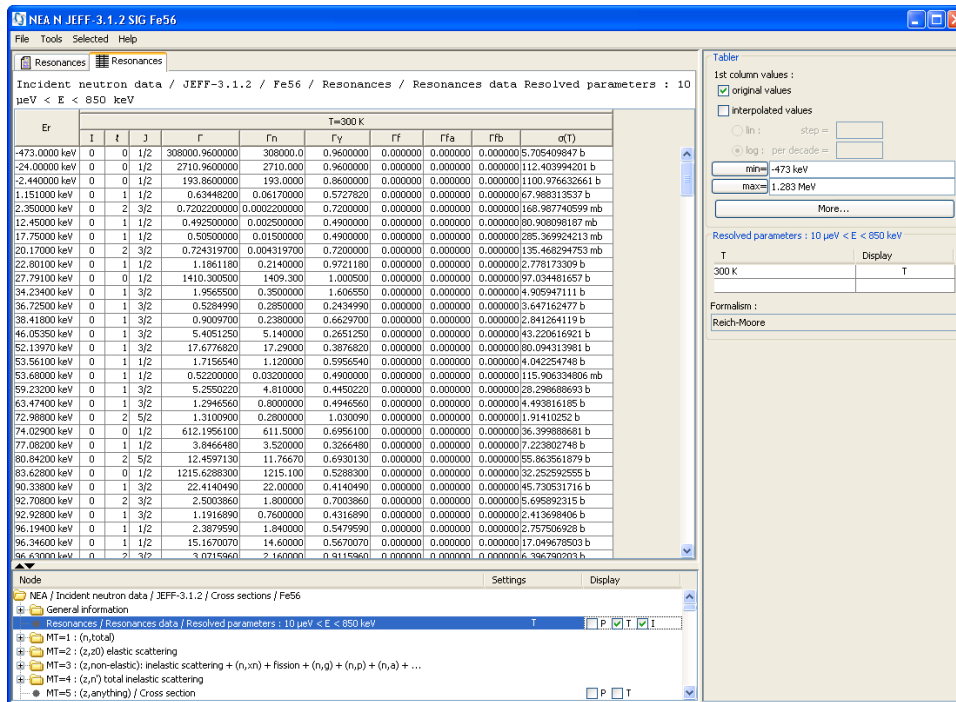 NEA N JEFF-3.1.2 SIG Fe56
File Tools Selected Help
Resonances Resonances
Incident neutron data / JEFF-3.1.2 / Fe56 / Resonances / Resonances data Resolved parameters : 10
µeV < E < 850 keV
T=300 K
Er I ℓ J Γ Γn Γγ Γf Γfa Γfb σ(T)
-473.0000 keV 0 0 1/2 308000.9600000 308000.0 0.9600000 0.000000 0.000000 0.000000 5.705409847 b
-24.00000 keV 0 0 1/2 2710.9600000 2710.000 0.9600000 0.000000 0.000000 0.000000 112.403994201 b
-2.440000 keV 0 0 1/2 193.8600000 193.0000 0.8600000 0.000000 0.000000 0.000000 1100.976632661 b
1.151000 keV 0 1 1/2 0.63448200 0.06170000 0.5727820 0.000000 0.000000 0.000000 67.988313537 b
2.350000 keV 0 2 3/2 0.7202200000 0.0002200000 0.7200000 0.000000 0.000000 0.000000 168.987740599 mb
12.45000 keV 0 1 1/2 0.492500000 0.002500000 0.4900000 0.000000 0.000000 0.000000 80.908098187 mb
17.75000 keV 0 1 1/2 0.50500000 0.01500000 0.4900000 0.000000 0.000000 0.000000 285.369924213 mb
20.17000 keV 0 2 3/2 0.724319700 0.004319700 0.7200000 0.000000 0.000000 0.000000 135.468294753 mb
22.80100 keV 0 1 1/2 1.1861180 0.2140000 0.9721180 0.000000 0.000000 0.000000 2.778173309 b
27.79100 keV 0 0 1/2 1410.300500 1409.300 1.000500 0.000000 0.000000 0.000000 97.034481657 b
34.23400 keV 0 1 3/2 1.9565500 0.3500000 1.606550 0.000000 0.000000 0.000000 4.905947111 b
36.72500 keV 0 1 3/2 0.5284990 0.2850000 0.2434990 0.000000 0.000000 0.000000 3.647162477 b
38.41800 keV 0 1 3/2 0.9009700 0.2380000 0.6629700 0.000000 0.000000 0.000000 2.841264119 b
46.05350 keV 0 1 3/2 5.4051250 5.140000 0.2651250 0.000000 0.000000 0.000000 43.220616921 b
52.13970 keV 0 1 3/2 17.6776820 17.29000 0.3876820 0.000000 0.000000 0.000000 80.094313981 b
53.56100 keV 0 1 1/2 1.7156540 1.120000 0.5956540 0.000000 0.000000 0.000000 4.042254748 b
53.68000 keV 0 1 1/2 0.52200000 0.03200000 0.4900000 0.000000 0.000000 0.000000 115.906334806 mb
59.23200 keV 0 1 3/2 5.2550220 4.810000 0.4450220 0.000000 0.000000 0.000000 28.298688693 b
63.47400 keV 0 1 3/2 1.2946560 0.8000000 0.4946560 0.000000 0.000000 0.000000 4.493816185 b
72.98800 keV 0 2 5/2 1.3100900 0.2800000 1.030090 0.000000 0.000000 0.000000 1.91410252 b
74.02900 keV 0 0 1/2 612.1956100 611.5000 0.6956100 0.000000 0.000000 0.000000 36.399888681 b
77.08200 keV 0 1 1/2 3.8466480 3.520000 0.3266480 0.000000 0.000000 0.000000 7.223802748 b
80.84200 keV 0 2 5/2 12.4597130 11.76670 0.6930130 0.000000 0.000000 0.000000 55.863561879 b
83.62800 keV 0 0 1/2 1215.6288300 1215.100 0.5288300 0.000000 0.000000 0.000000 32.252592555 b
90.33800 keV 0 1 3/2 22.4140490 22.00000 0.4140490 0.000000 0.000000 0.000000 45.730531716 b
92.70800 keV 0 2 3/2 2.5003860 1.800000 0.7003860 0.000000 0.000000 0.000000 5.695892315 b
92.92800 keV 0 1 3/2 1.1916890 0.7600000 0.4316890 0.000000 0.000000 0.000000 2.413698406 b
96.19400 keV 0 1 1/2 2.3879590 1.840000 0.5479590 0.000000 0.000000 0.000000 2.757506928 b
96.34600 keV 0 1 1/2 15.1670070 14.60000 0.5670070 0.000000 0.000000 0.000000 17.049678503 b
96.63000 keV 0 2 3/2 3.0715960 2.160000 0.9115960 0.000000 0.000000 0.000000 6.396790203 b
Node Settings Display
NEA / Incident neutron data / JEFF-3.1.2 / Cross sections / Fe56
General information
Resonances / Resonances data / Resolved parameters : 10 µeV < E < 850 keV T P T I
MT=1 : (n,total)
MT=2 : (z,z0) elastic scattering
MT=3 : (z,non-elastic): inelastic scattering + (n,xn) + fission + (n,g) + (n,p) + (n,a) + ...
MT=4 : (z,n') total inelastic scattering
MT=5 : (z,anything) / Cross section P T
Tabler
1st column values :
original values
interpolated values
lin : step =
log : per decade =
min= -473 keV
max= 1.283 MeV
More...
Resolved parameters : 10 µeV < E < 850 keV
T Display
300 K T
Formalism :
Reich-Moore